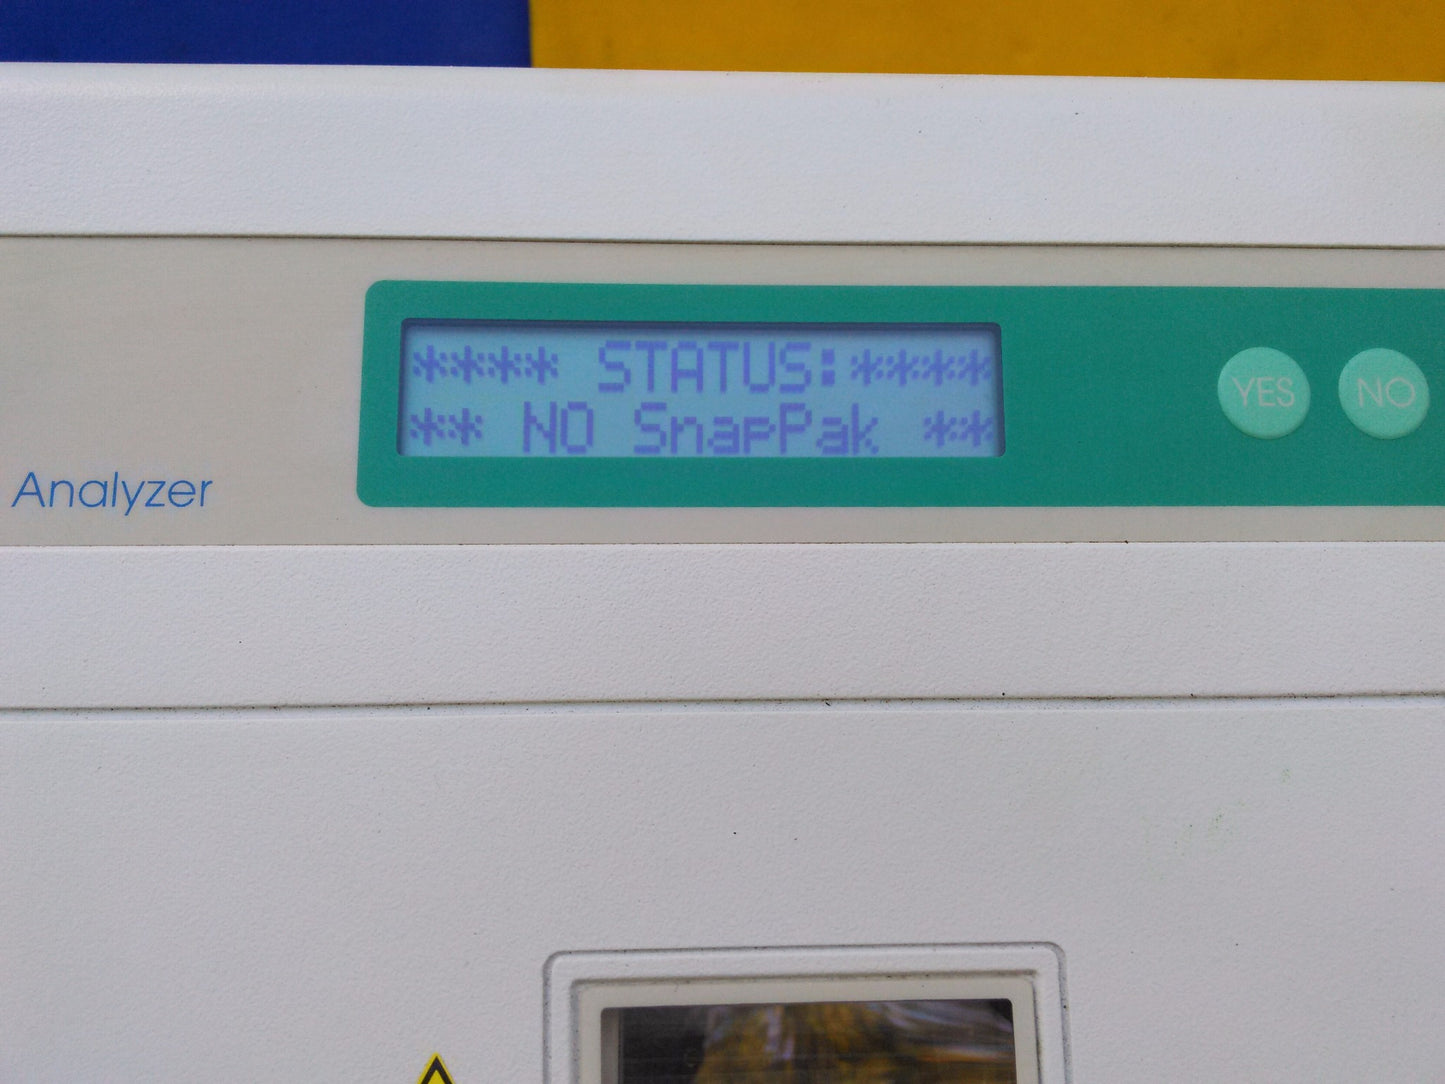 **** STATUS:****
** NO SnapPak **
YES
NO
Analyzer